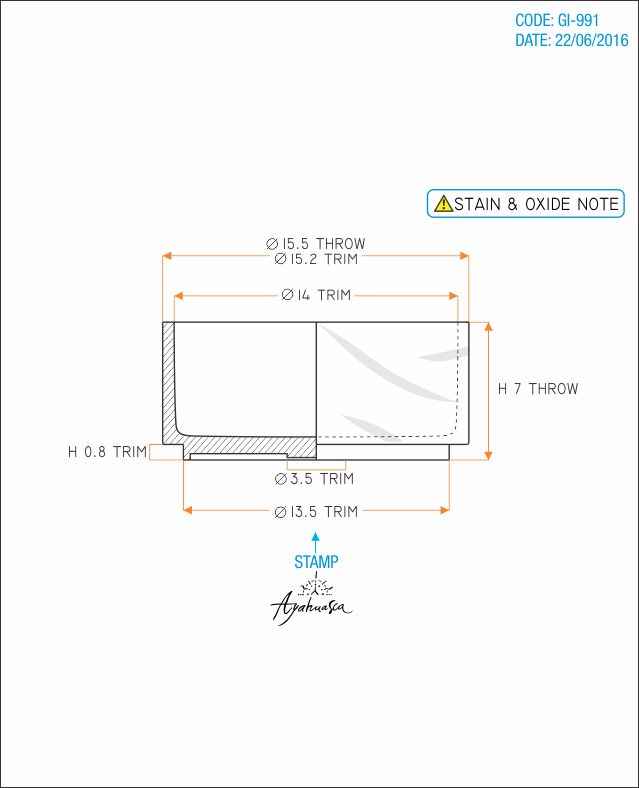 CODE: GI-991
DATE: 22/06/2016
STAIN & OXIDE NOTE
Ø 15.5 THROW
Ø 15.2 TRIM
Ø 14 TRIM
H 7 THROW
H 0.8 TRIM
Ø 3.5 TRIM
Ø 13.5 TRIM
STAMP
Ayahuasca